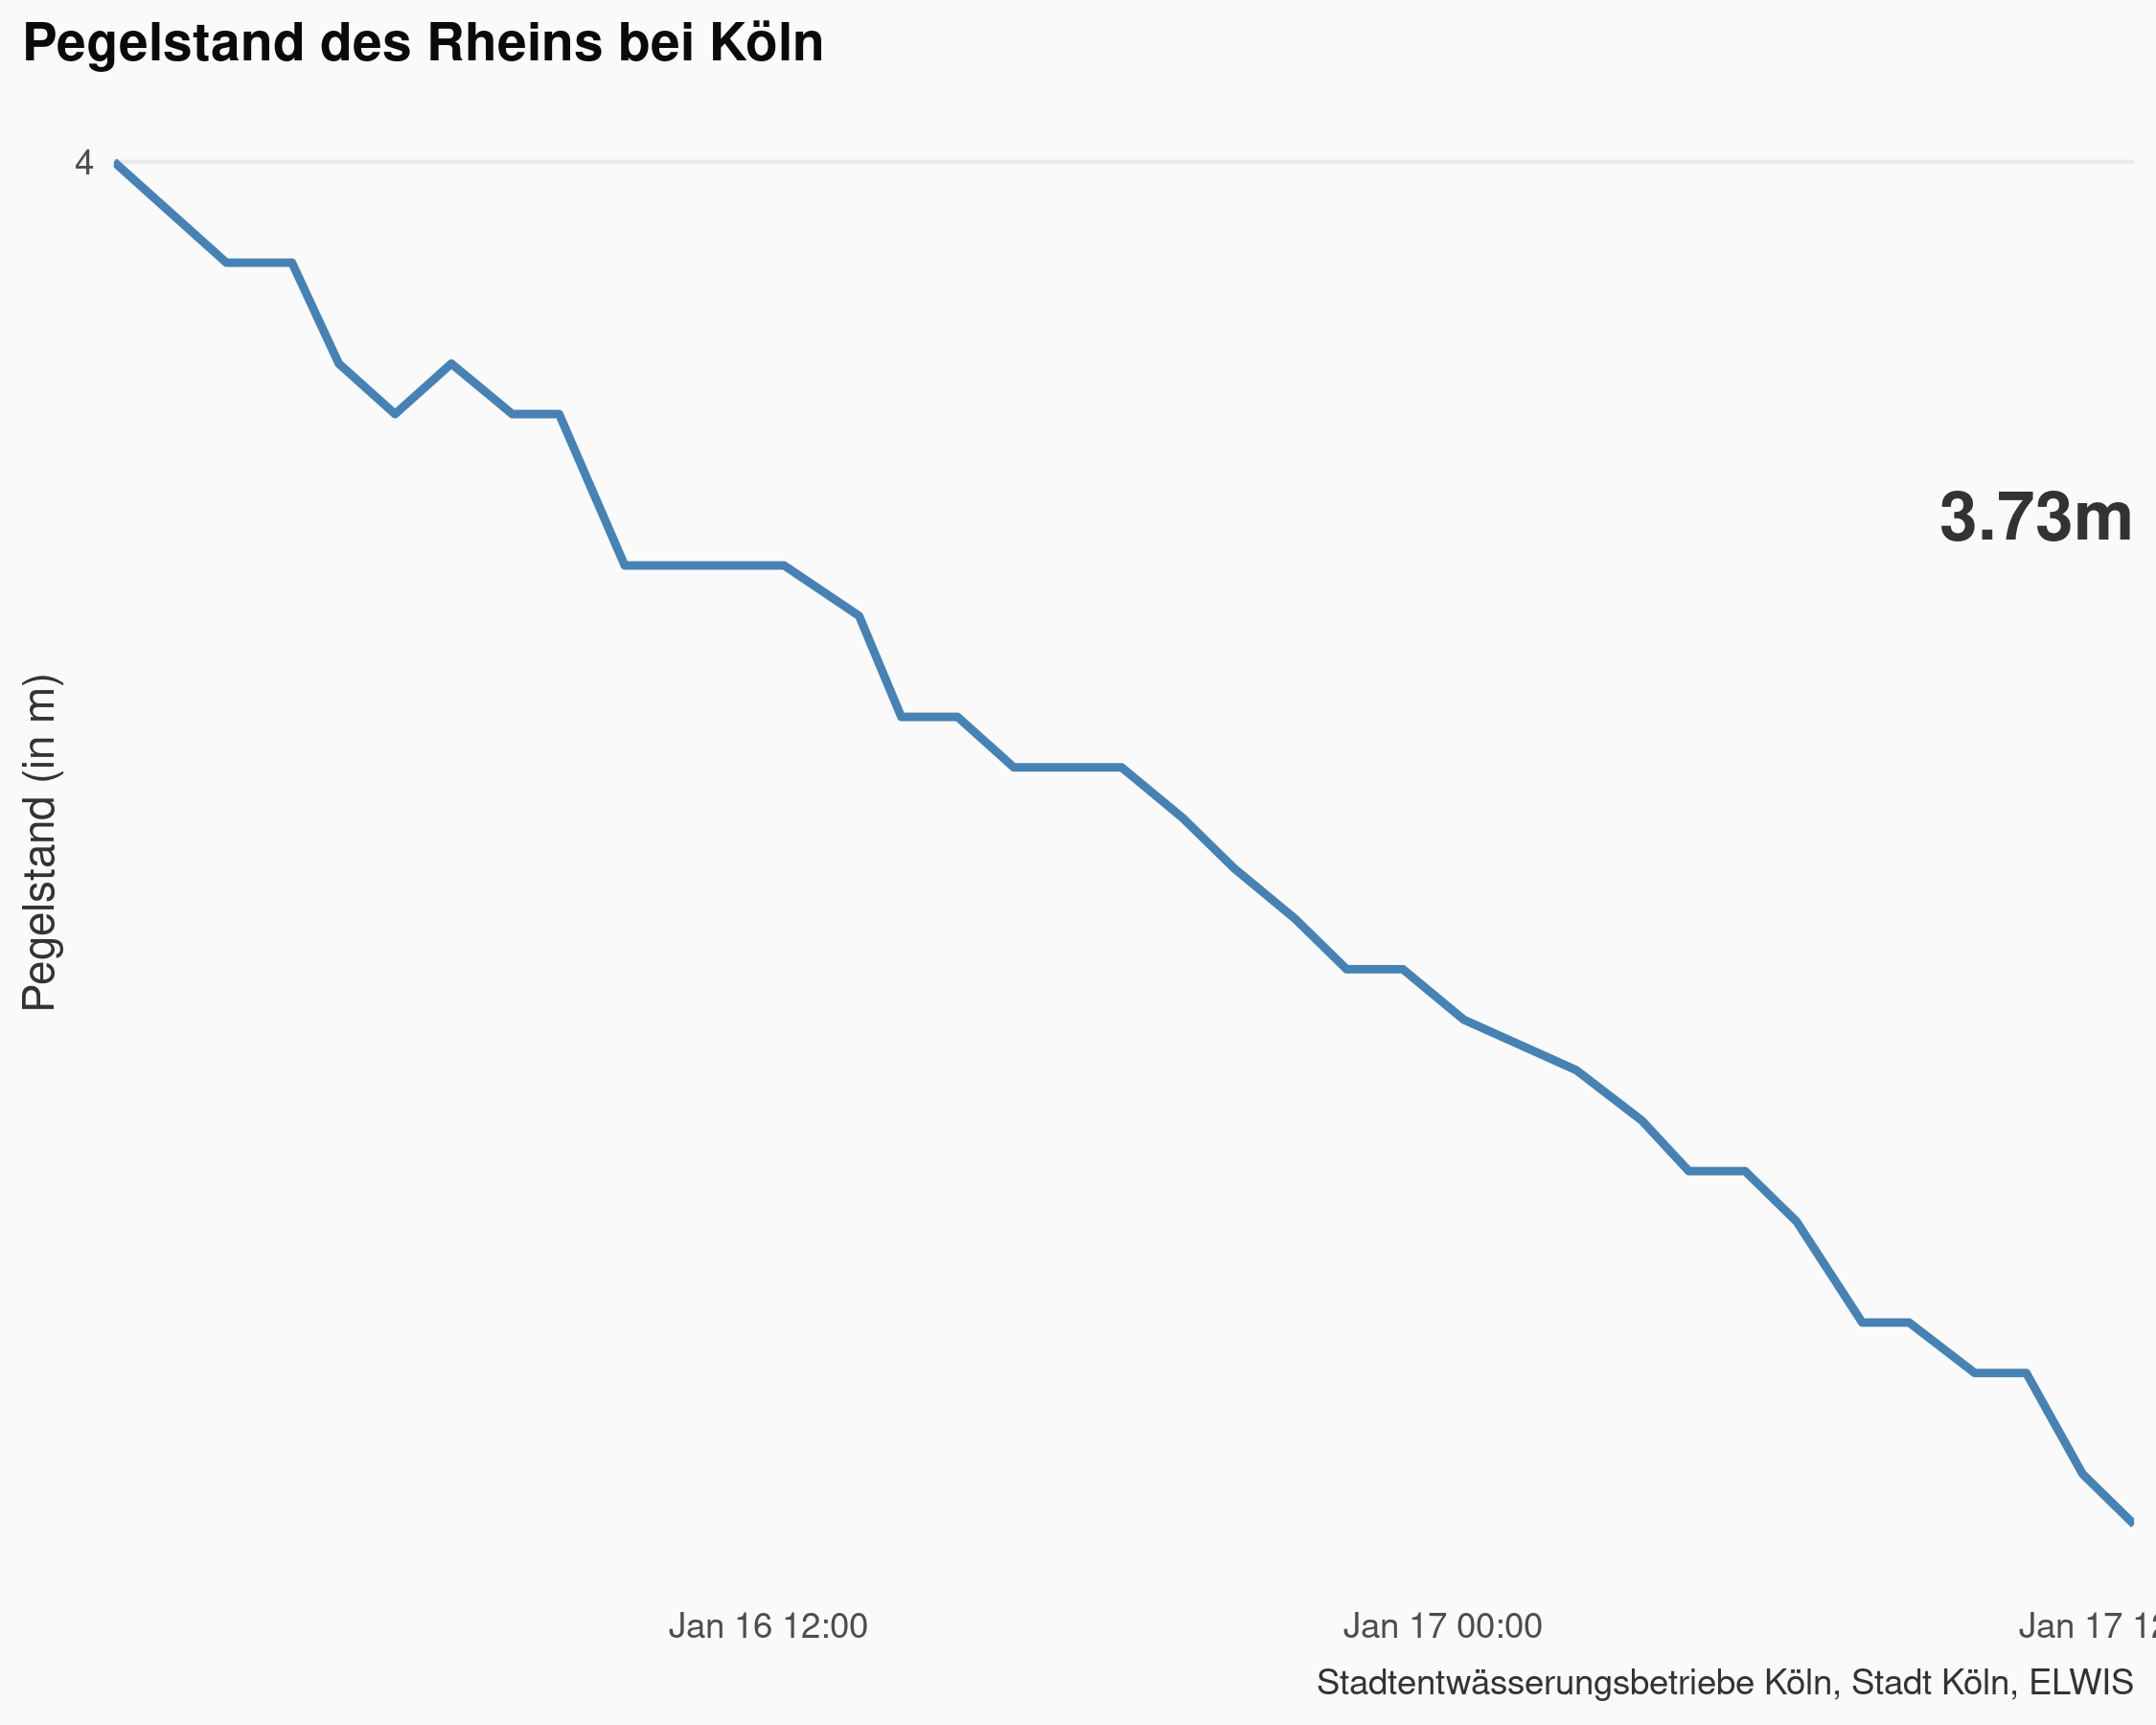 Pegelstand des Rheins bei Köln
4
3.73m
Pegelstand (in m)
Jan 16 12:00
Jan 17 00:00
Jan 17 12
Stadtentwässerungsbetriebe Köln, Stadt Köln, ELWIS